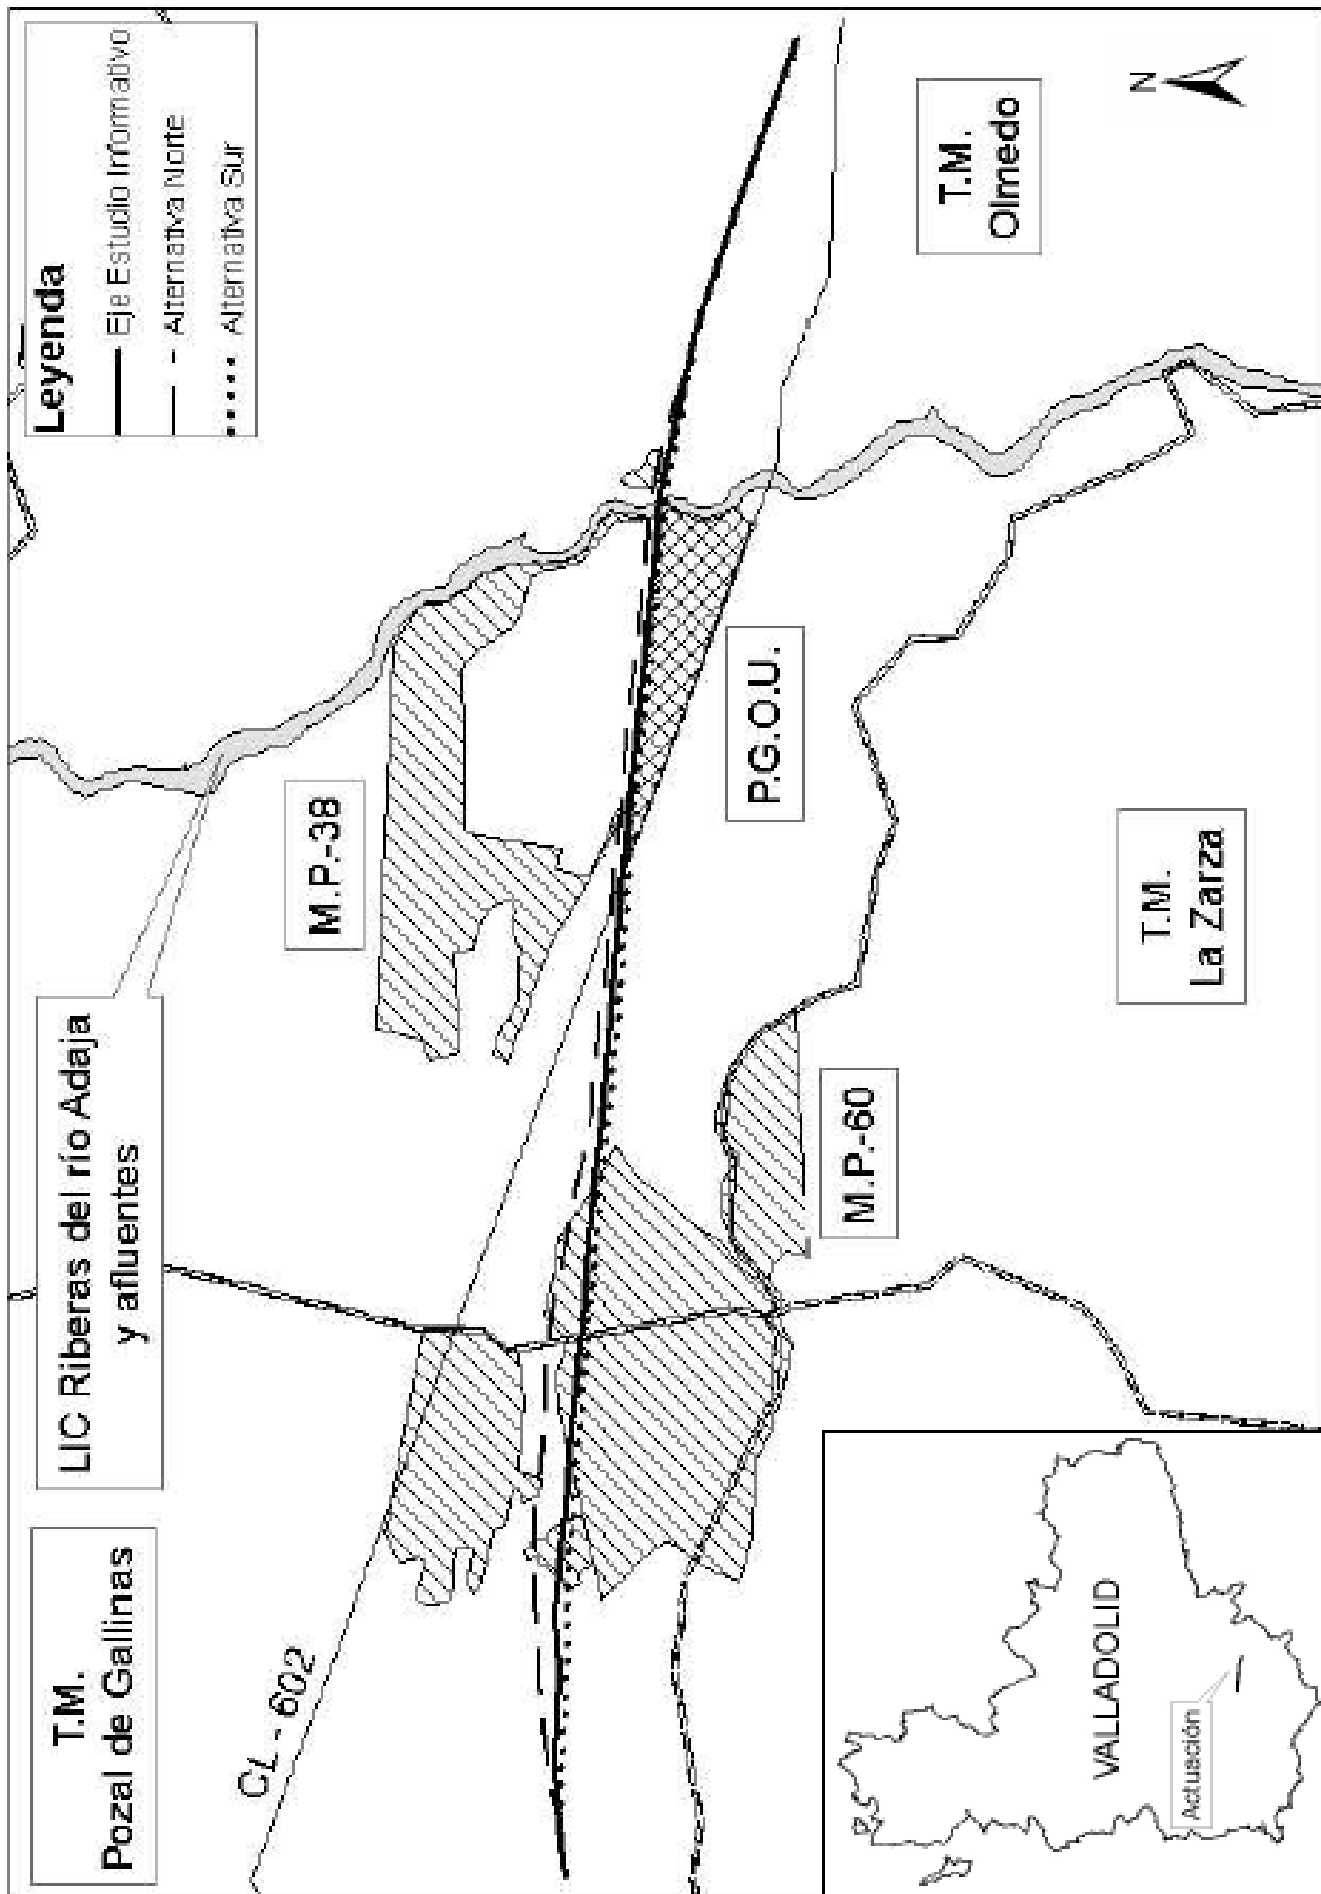 T.M.
Pozal de Gallinas
LIC Riberas del río Adaja
y afluentes
Leyenda
Eje Estudio Informativo
Alternativa Norte
Alternativa Sur
CL - 602
M.P.-38
M.P.-60
P.G.O.U.
T.M.
Olmedo
N
T.M.
La Zarza
VALLADOLID
Actuación